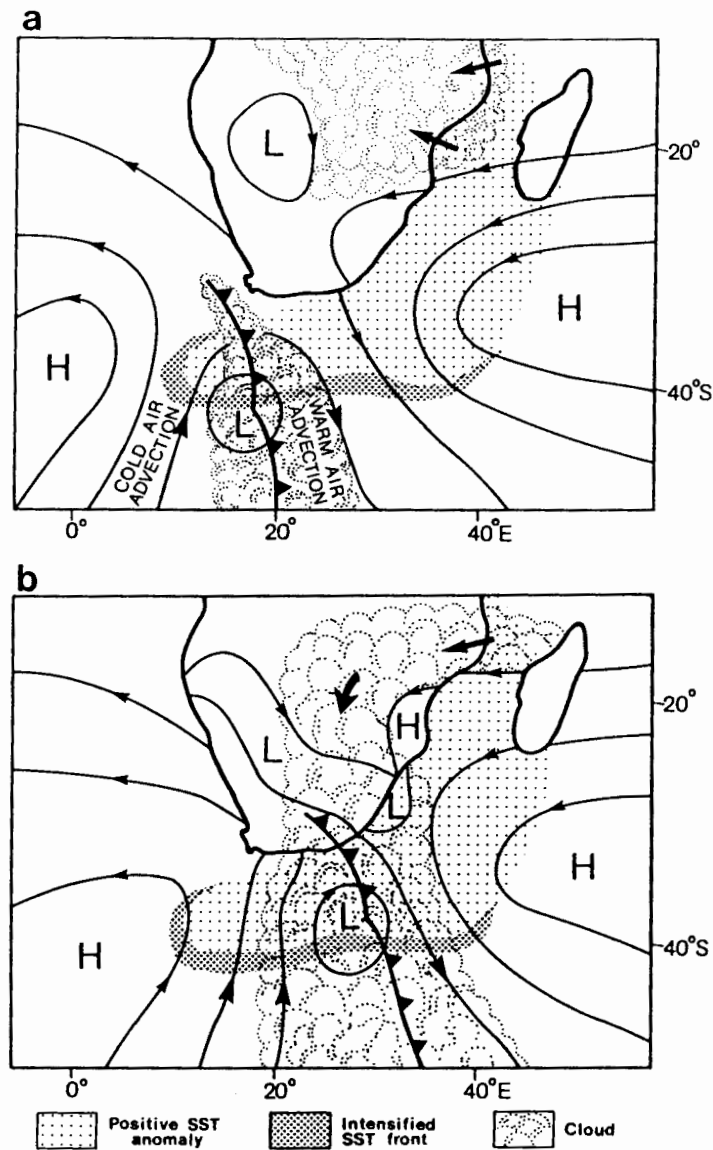 a
L
20°
H
H
40°S
L
COLD AIR
ADVECTION
WARM AIR
ADVECTION
0°
20°
40°E
b
20°
H
L
L
H
L
H
40°S
0°
20°
40°E
Positive SST
anomaly
Intensified
SST front
Cloud